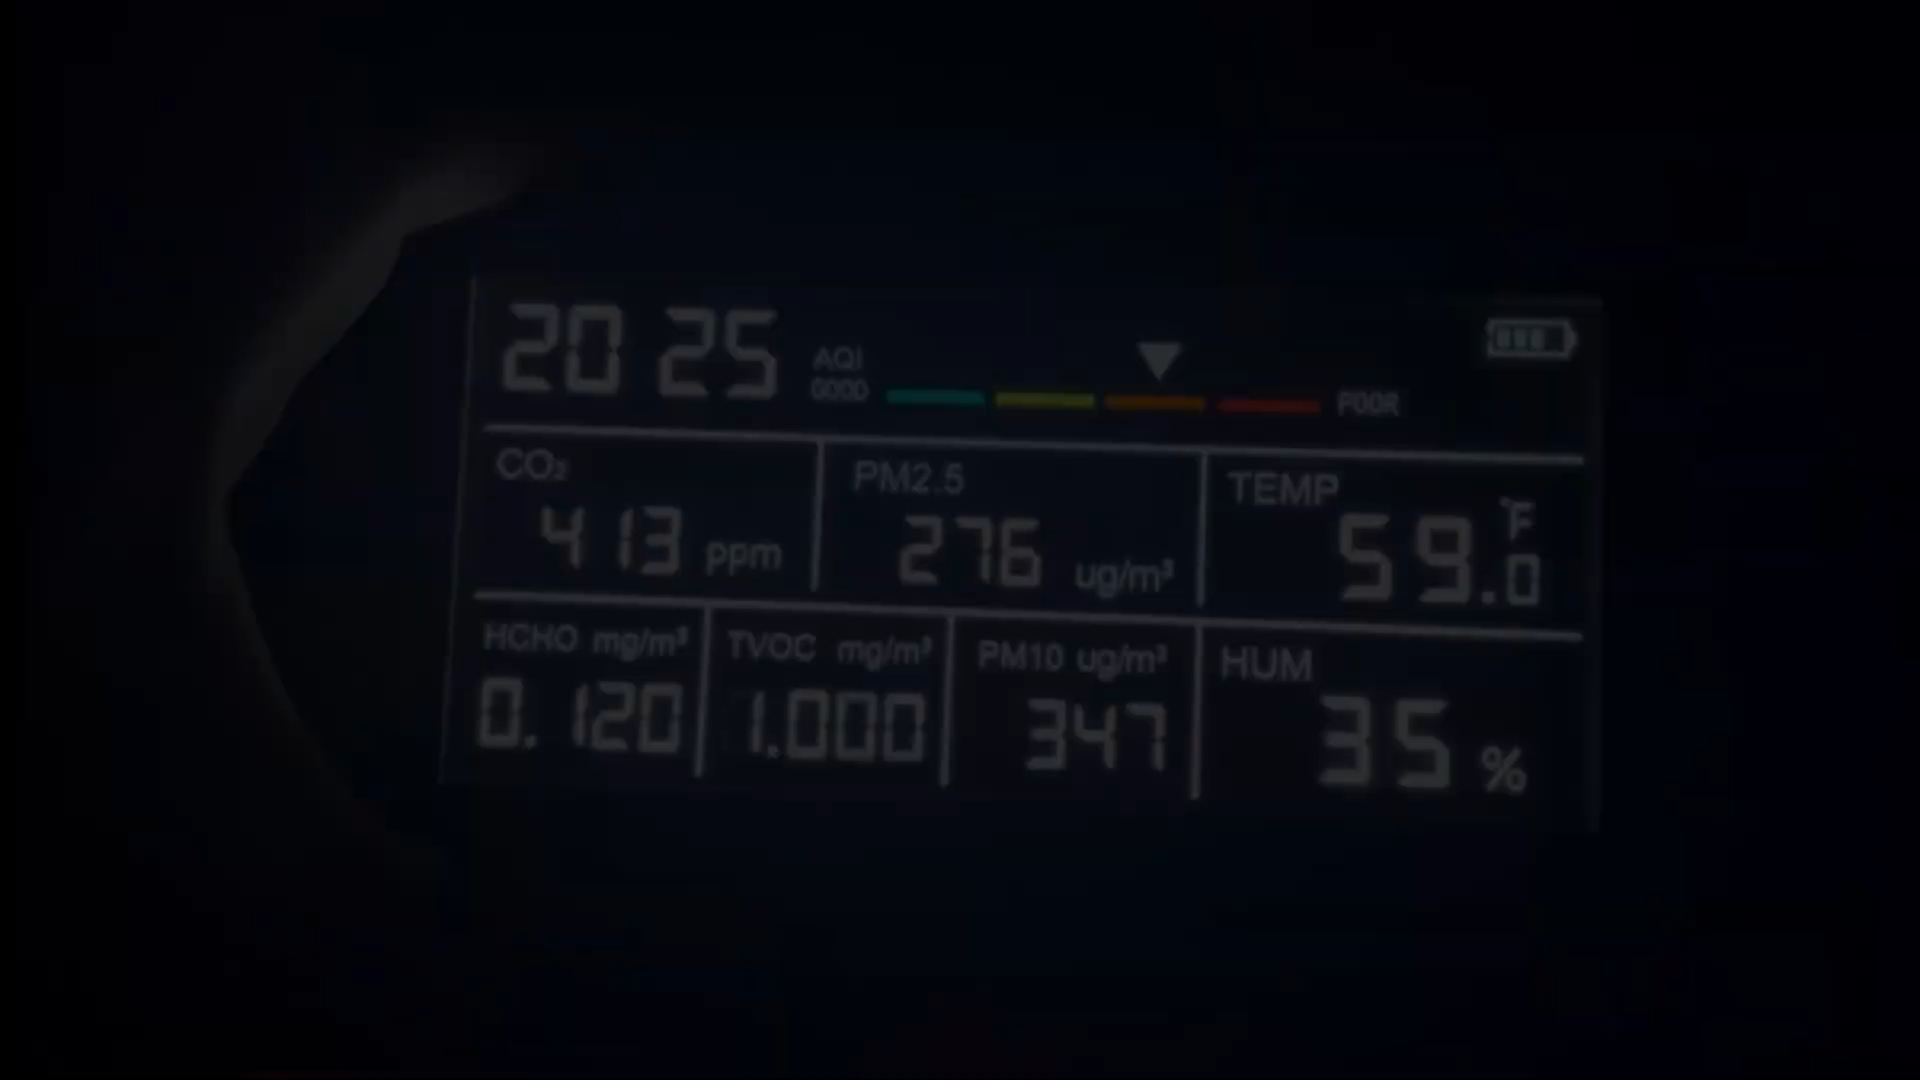 20 25
AQI
GOOD POOR
CO₂ PM2.5 TEMP
413 ppm 276 ug/m³ 59.0 °F
HCHO mg/m³ TVOC mg/m³ PM10 ug/m³ HUM
0.120 1.000 347 35 %